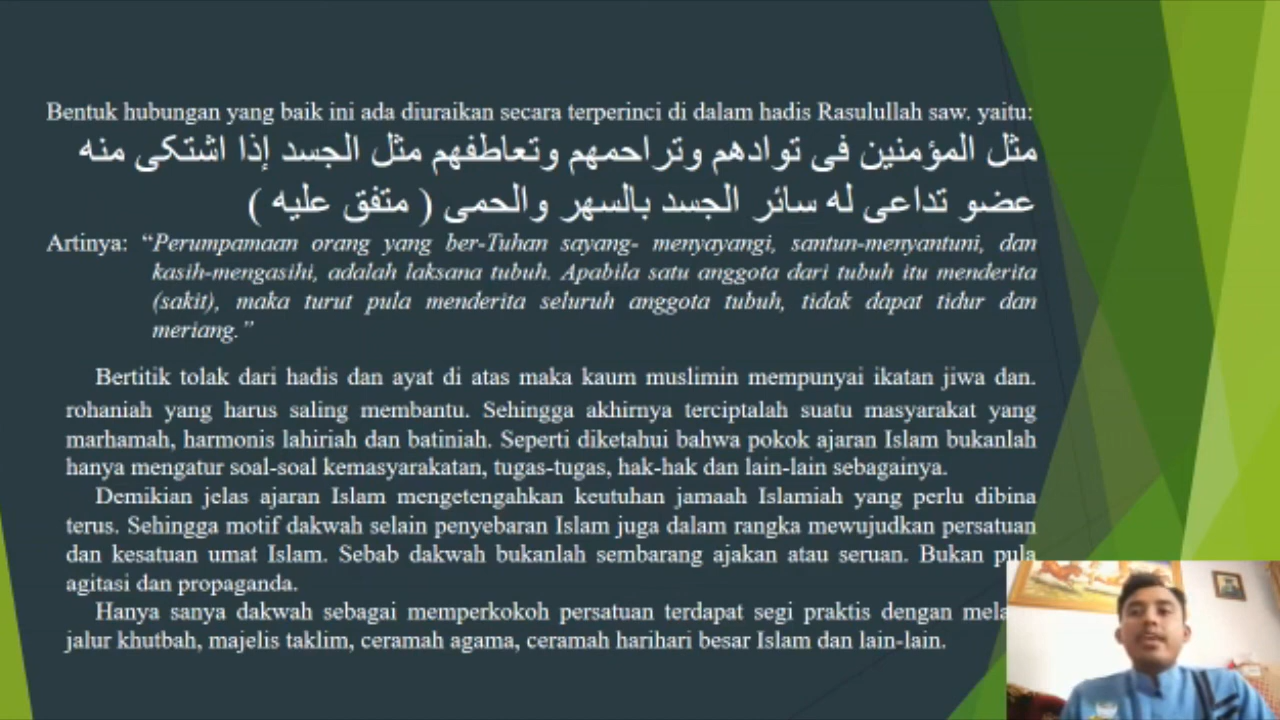 Bentuk hubungan yang baik ini ada diuraikan secara terperinci di dalam hadis Rasulullah saw. yaitu:
مثل المؤمنين فى توادهم وتراحمهم وتعاطفهم مثل الجسد إذا اشتكى منه
عضو تداعى له سائر الجسد بالسهر والحمى ( متفق عليه )
Artinya: “Perumpamaan orang yang ber-Tuhan sayang- menyayangi, santun-menyantuni, dan
kasih-mengasihi, adalah laksana tubuh. Apabila satu anggota dari tubuh itu menderita
(sakit), maka turut pula menderita seluruh anggota tubuh, tidak dapat tidur dan
meriang.”
Bertitik tolak dari hadis dan ayat di atas maka kaum muslimin mempunyai ikatan jiwa dan.
rohaniah yang harus saling membantu. Sehingga akhirnya terciptalah suatu masyarakat yang
marhamah, harmonis lahiriah dan batiniah. Seperti diketahui bahwa pokok ajaran Islam bukanlah
hanya mengatur soal-soal kemasyarakatan, tugas-tugas, hak-hak dan lain-lain sebagainya.
Demikian jelas ajaran Islam mengetengahkan keutuhan jamaah Islamiah yang perlu dibina
terus. Sehingga motif dakwah selain penyebaran Islam juga dalam rangka mewujudkan persatuan
dan kesatuan umat Islam. Sebab dakwah bukanlah sembarang ajakan atau seruan. Bukan pula
agitasi dan propaganda.
Hanya sanya dakwah sebagai memperkokoh persatuan terdapat segi praktis dengan
jalur khutbah, majelis taklim, ceramah agama, ceramah harihari besar Islam dan lain-lain.